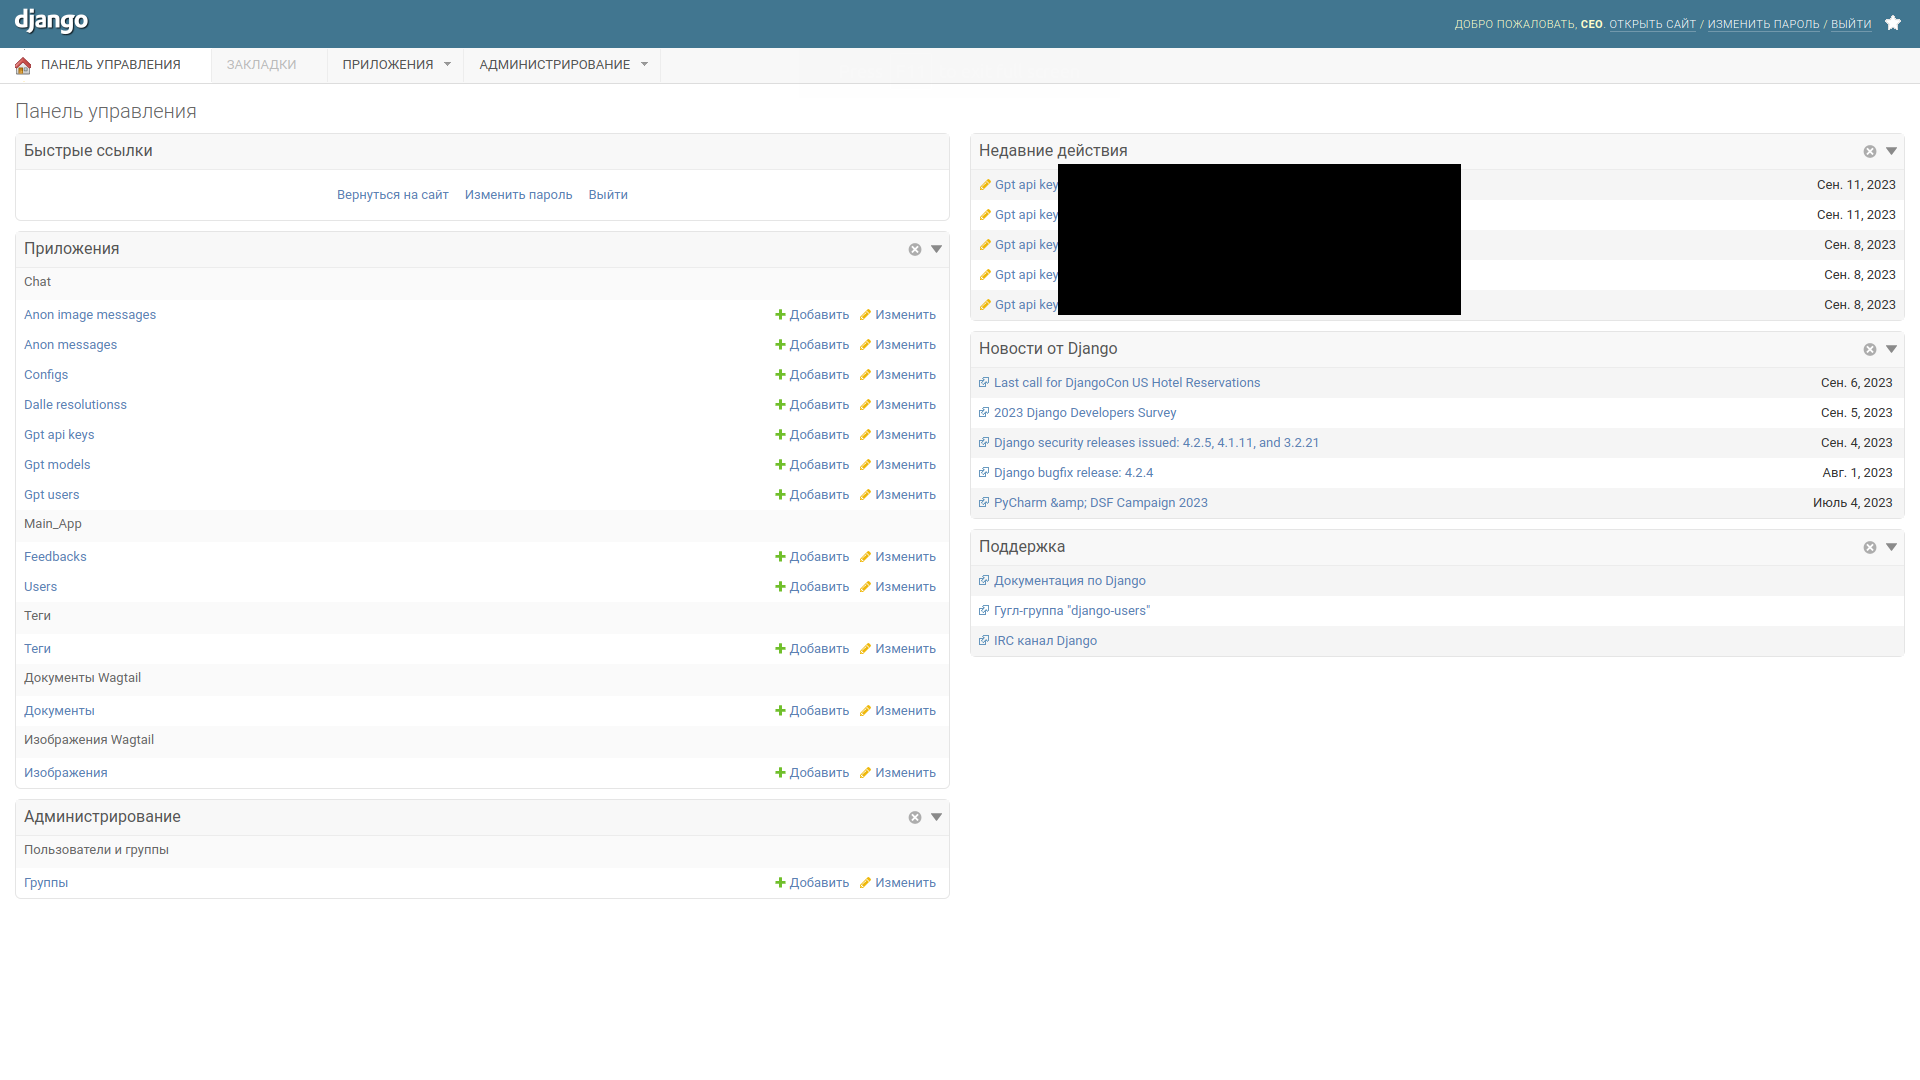 django
ДОБРО ПОЖАЛОВАТЬ, CEO. ОТКРЫТЬ САЙТ / ИЗМЕНИТЬ ПАРОЛЬ / ВЫЙТИ
ПАНЕЛЬ УПРАВЛЕНИЯ ЗАКЛАДКИ ПРИЛОЖЕНИЯ АДМИНИСТРИРОВАНИЕ
Панель управления
Быстрые ссылки
Вернуться на сайт Изменить пароль Выйти
Приложения
Chat
Anon image messages Добавить Изменить
Anon messages Добавить Изменить
Configs Добавить Изменить
Dalle resolutionss Добавить Изменить
Gpt api keys Добавить Изменить
Gpt models Добавить Изменить
Gpt users Добавить Изменить
Main_App
Feedbacks Добавить Изменить
Users Добавить Изменить
Теги
Теги Добавить Изменить
Документы Wagtail
Документы Добавить Изменить
Изображения Wagtail
Изображения Добавить Изменить
Администрирование
Пользователи и группы
Группы Добавить Изменить
Недавние действия
Gpt api key Сен. 11, 2023
Gpt api key Сен. 11, 2023
Gpt api key Сен. 8, 2023
Gpt api key Сен. 8, 2023
Gpt api key Сен. 8, 2023
Новости от Django
Last call for DjangoCon US Hotel Reservations Сен. 6, 2023
2023 Django Developers Survey Сен. 5, 2023
Django security releases issued: 4.2.5, 4.1.11, and 3.2.21 Сен. 4, 2023
Django bugfix release: 4.2.4 Авг. 1, 2023
PyCharm &amp; DSF Campaign 2023 Июль 4, 2023
Поддержка
Документация по Django
Гугл-группа "django-users"
IRC канал Django